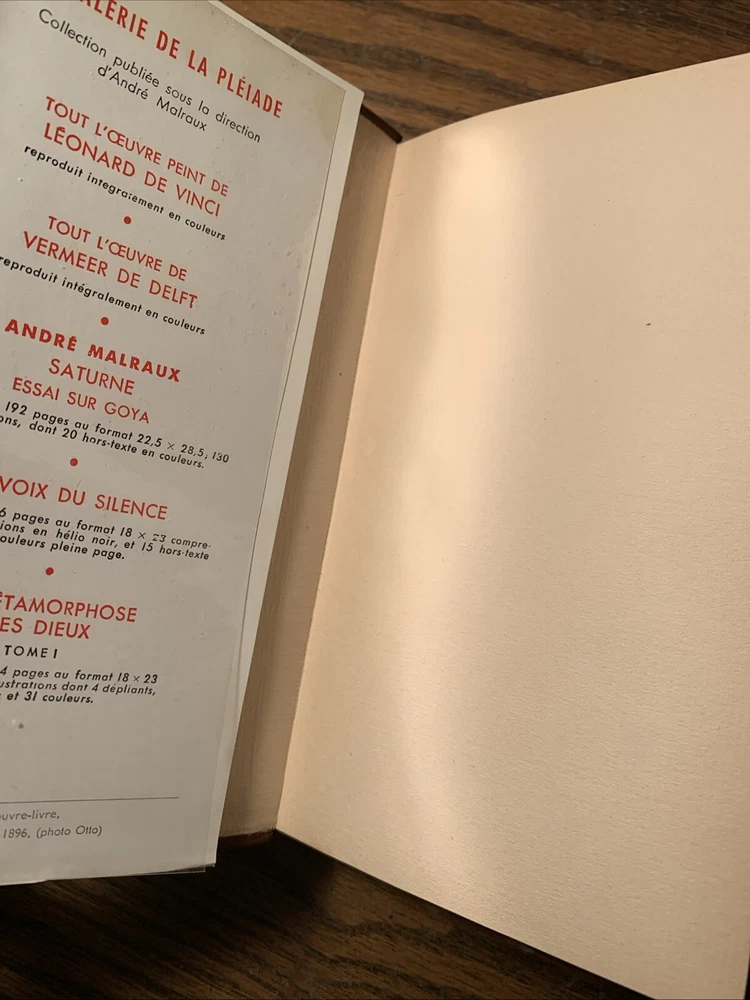 ALERIE DE LA PLÉIADE
Collection publiée sous la direction
d'André Malraux
TOUT L'ŒUVRE PEINT DE
LÉONARD DE VINCI
reproduit intégralement en couleurs
TOUT L'ŒUVRE DE
VERMEER DE DELFT
reproduit intégralement en couleurs
ANDRÉ MALRAUX
SATURNE
ESSAI SUR GOYA
192 pages au format 22,5 × 28,5, 130
ons, dont 20 hors-texte en couleurs.
VOIX DU SILENCE
6 pages au format 18 × 23 compre-
ions en hélio noir, et 15 hors-texte
ouleurs pleine page.
ÉTAMORPHOSE
ES DIEUX
TOME I
4 pages au format 18 × 23
ustrations dont 4 dépliants,
et 31 couleurs.
ouvre-livre,
1896, (photo Otto)